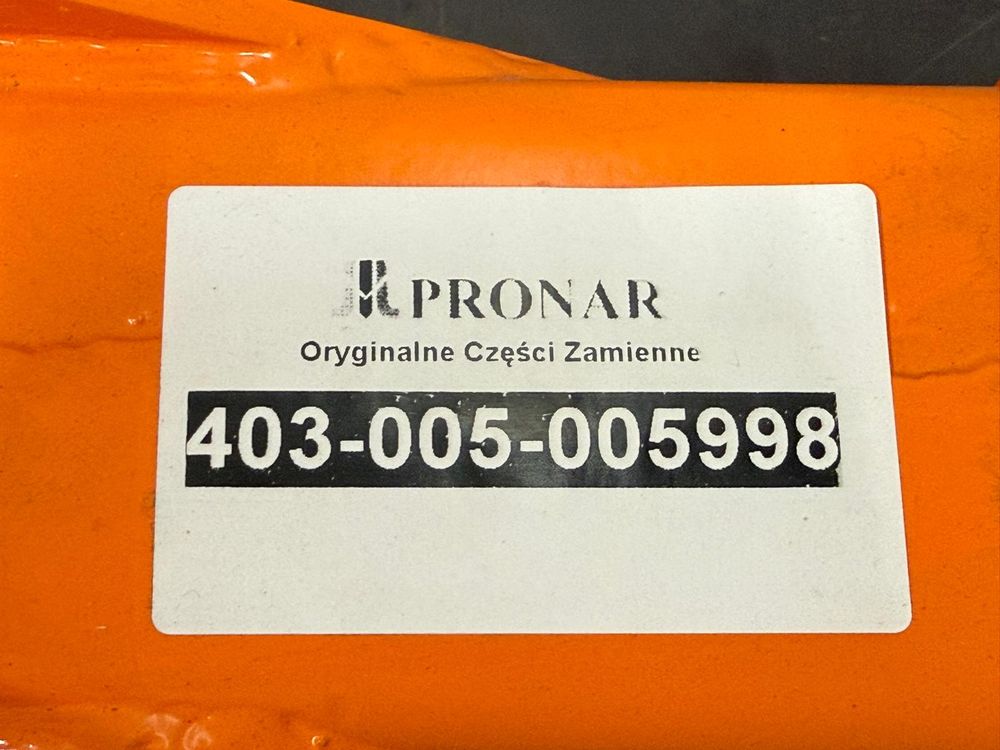 PRONAR
Oryginalne Części Zamienne
403-005-005998